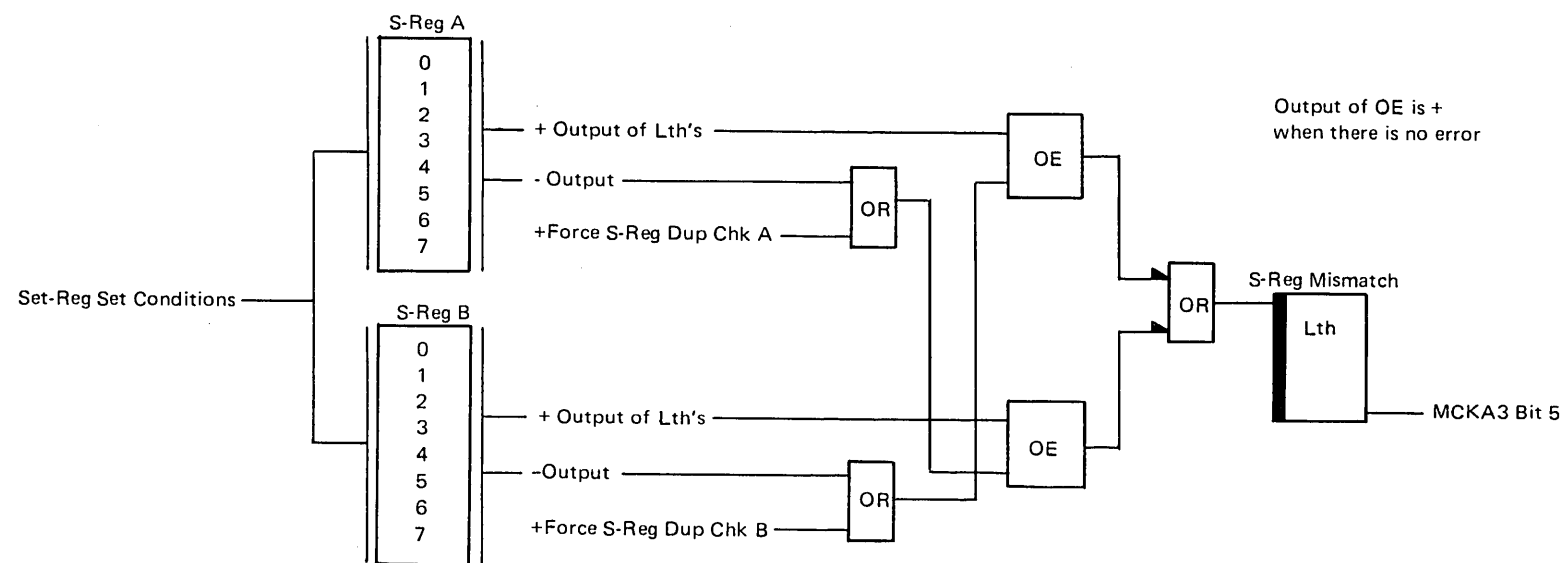 S-Reg A
0
1
2
3
4
5
6
7
+ Output of Lth's
- Output
+Force S-Reg Dup Chk A
OR
OE
Output of OE is +
when there is no error
Set-Reg Set Conditions
S-Reg B
0
1
2
3
4
5
6
7
+ Output of Lth's
-Output
+Force S-Reg Dup Chk B
OR
OE
OR
S-Reg Mismatch
Lth
MCKA3 Bit 5